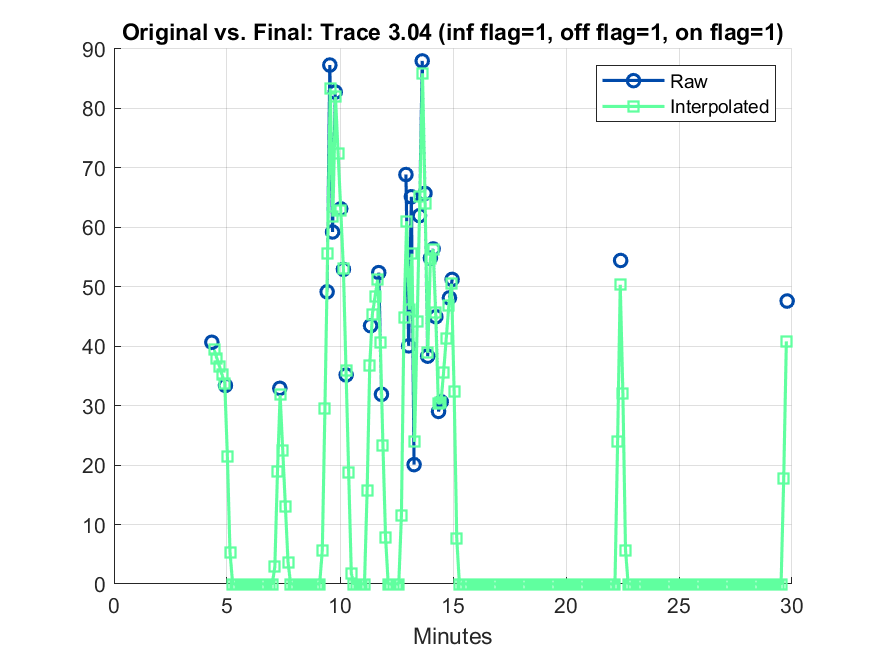 Original vs. Final: Trace 3.04 (inf flag=1, off flag=1, on flag=1)
90
80
70
60
50
40
30
20
10
0
Raw
Interpolated
0 5 10 15 20 25 30
Minutes